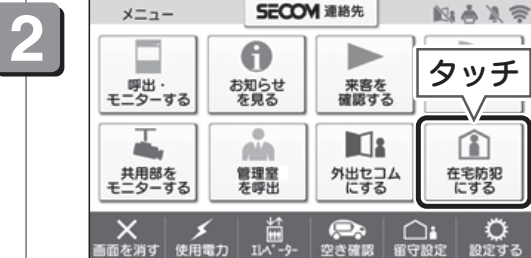 2
メニュー
SECOM 連絡先
呼出・
モニターする
お知らせ
を見る
来客を
確認する
タッチ
共用部を
モニターする
管理室
を呼出
外出セコム
にする
在宅防犯
にする
画面を消す
使用電力
エレベーター
空き確認
留守設定
設定する